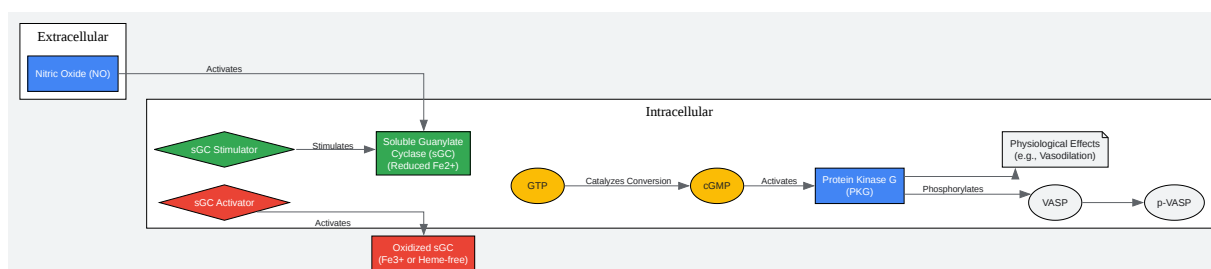 Extracellular
Nitric Oxide (NO)
Activates
Intracellular
sGC Stimulator
Stimulates
Soluble Guanylate
Cyclase (sGC)
(Reduced Fe2+)
GTP
Catalyzes Conversion
cGMP
Activates
Protein Kinase G
(PKG)
Physiological Effects
(e.g., Vasodilation)
Phosphorylates
VASP
p-VASP
sGC Activator
Activates
Oxidized sGC
(Fe3+ or Heme-free)